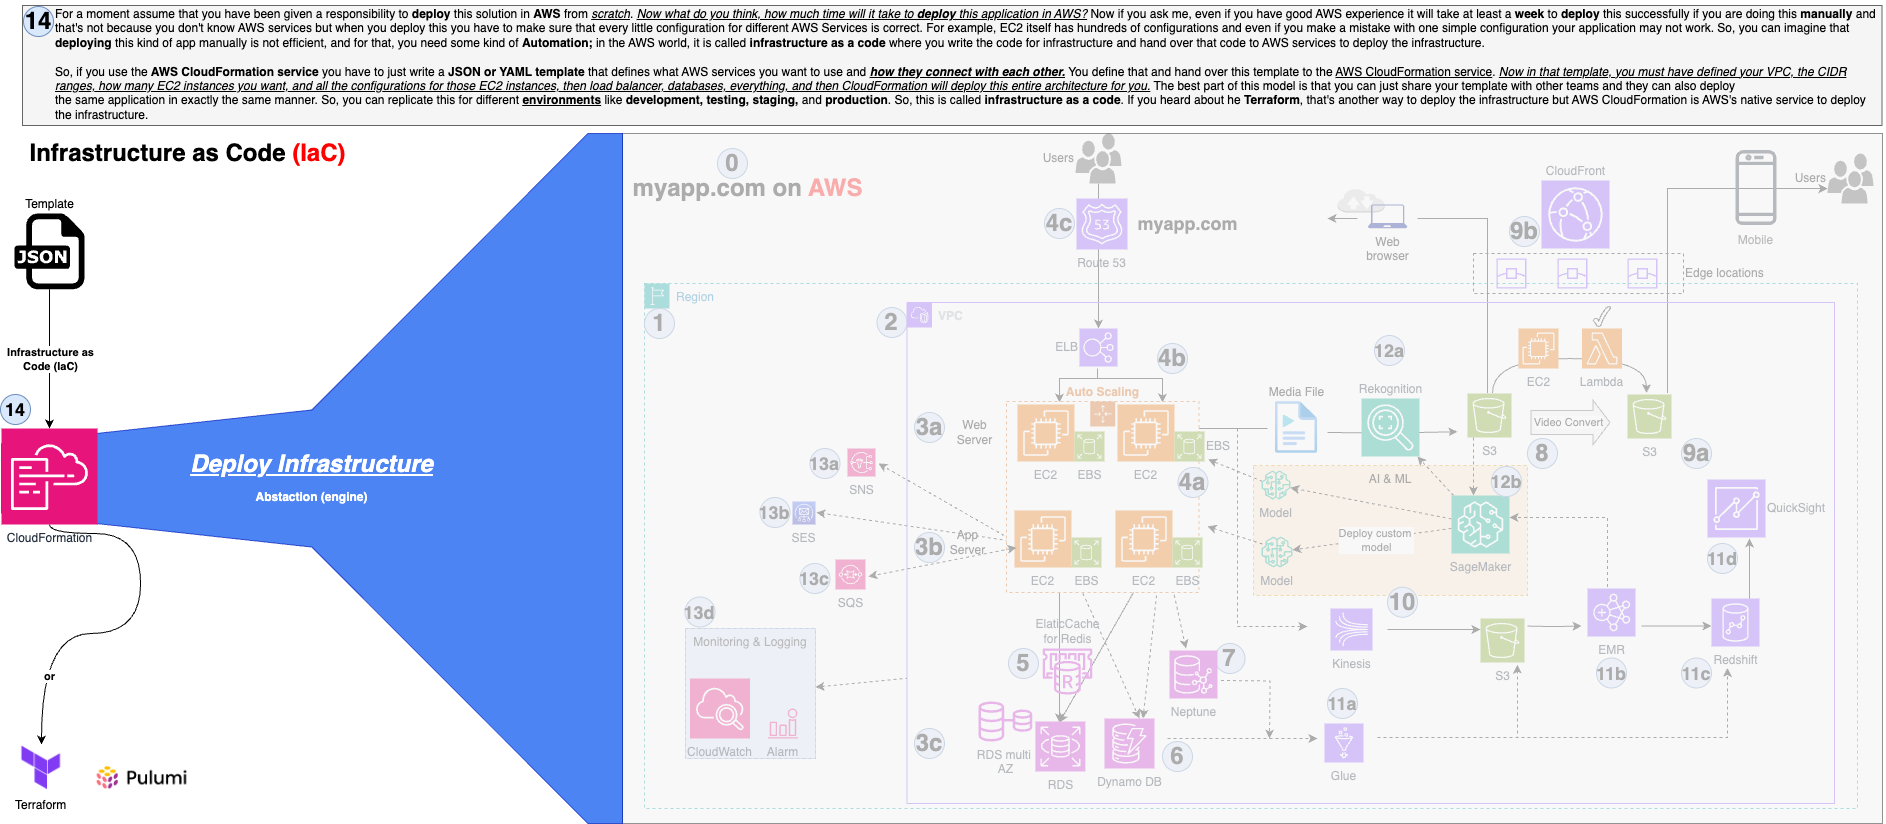 14
For a moment assume that you have been given a responsibility to deploy this solution in AWS from scratch. Now what do you think, how much time will it take to deploy this application in AWS? Now if you ask me, even if you have good AWS experience it will take at least a week to deploy this successfully if you are doing this manually and
that's not because you don't know AWS services but when you deploy this you have to make sure that every little configuration for different AWS Services is correct. For example, EC2 itself has hundreds of configurations and even if you make a mistake with one simple configuration your application may not work. So, you can imagine that
deploying this kind of app manually is not efficient, and for that, you need some kind of Automation; in the AWS world, it is called infrastructure as a code where you write the code for infrastructure and hand over that code to AWS services to deploy the infrastructure.
So, if you use the AWS CloudFormation service you have to just write a JSON or YAML template that defines what AWS services you want to use and how they connect with each other. You define that and hand over this template to the AWS CloudFormation service. Now in that template, you must have defined your VPC, the CIDR
ranges, how many EC2 instances you want, and all the configurations for those EC2 instances, then load balancer, databases, everything, and then CloudFormation will deploy this entire architecture for you. The best part of this model is that you can just share your template with other teams and they can also deploy
the same application in exactly the same manner. So, you can replicate this for different environments like development, testing, staging, and production. So, this is called infrastructure as a code. If you heard about he Terraform, that's another way to deploy the infrastructure but AWS CloudFormation is AWS's native service to deploy
the infrastructure.
Infrastructure as Code (IaC)
Template
JSON
Infrastructure as
Code (IaC)
14
CloudFormation
Deploy Infrastructure
Abstaction (engine)
or
Terraform
Pulumi
0
myapp.com on AWS
Users
4c
53
myapp.com
Route 53
Web
browser
CloudFront
9b
Edge locations
Mobile
Users
Region
1
2
VPC
ELB
4b
Auto Scaling
3a
Web
Server
EC2
EBS
EC2
EBS
4a
Media File
12a
Rekognition
AI & ML
S3
EC2
Lambda
Video Convert
8
S3
9a
13a
SNS
13b
SES
13c
SQS
3b
App
Server
EC2
EBS
EC2
EBS
Model
Model
Deploy custom
model
12b
SageMaker
QuickSight
11d
13d
Monitoring & Logging
CloudWatch
Alarm
ElaticCache
for Redis
5
R
7
Neptune
10
Kinesis
S3
EMR
11b
Redshift
11c
3c
RDS multi
AZ
RDS
Dynamo DB
6
11a
Glue